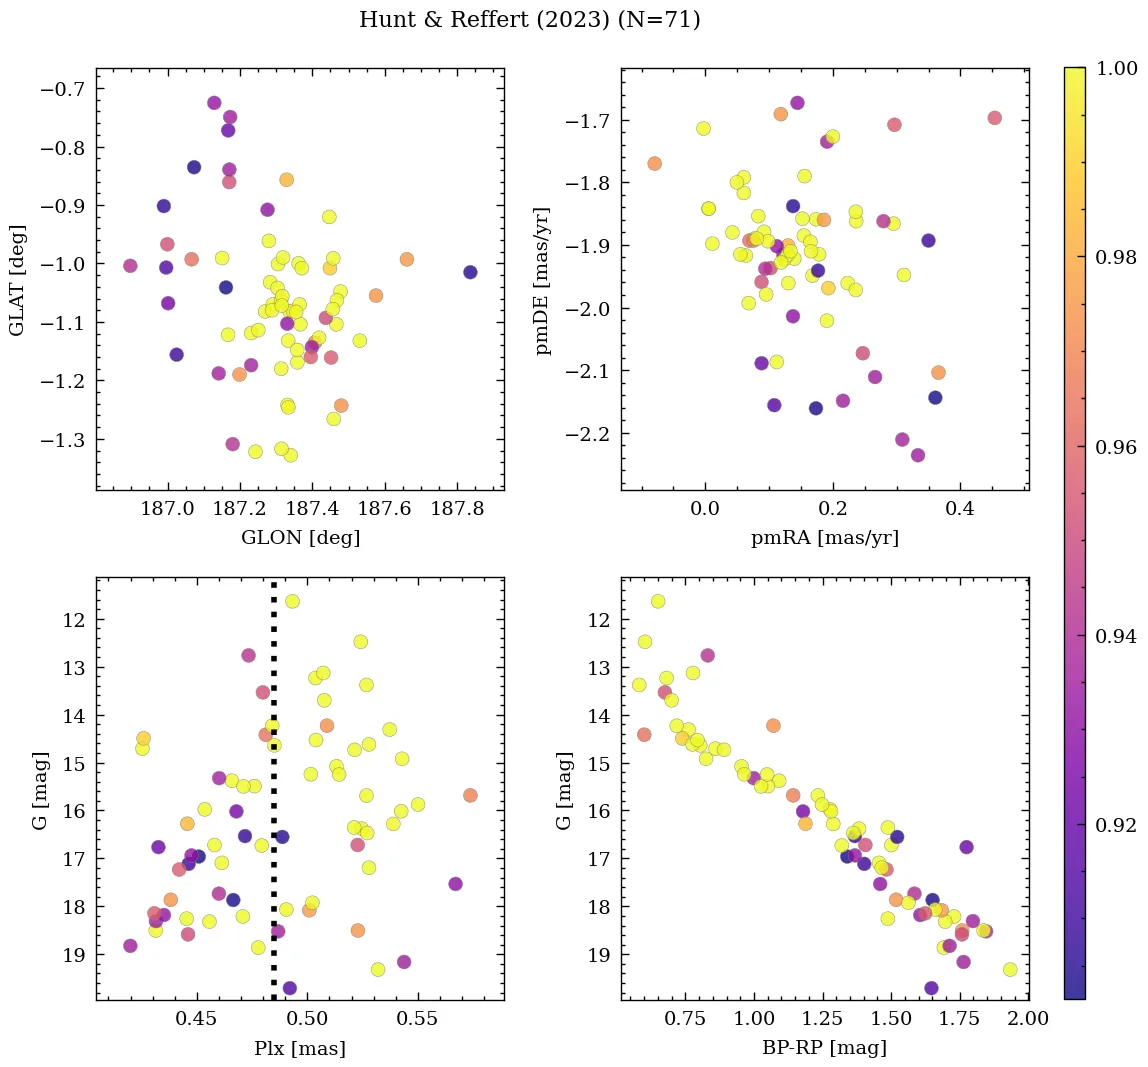 Hunt & Reffert (2023) (N=71)
−0.7
−0.8
−0.9
−1.0
−1.1
−1.2
−1.3
GLAT [deg]
187.0 187.2 187.4 187.6 187.8
GLON [deg]
−1.7
−1.8
−1.9
−2.0
−2.1
−2.2
pmDE [mas/yr]
0.0 0.2 0.4
pmRA [mas/yr]
12
13
14
15
16
17
18
19
G [mag]
0.45 0.50 0.55
Plx [mas]
12
13
14
15
16
17
18
19
G [mag]
0.75 1.00 1.25 1.50 1.75 2.00
BP-RP [mag]
1.00
0.98
0.96
0.94
0.92